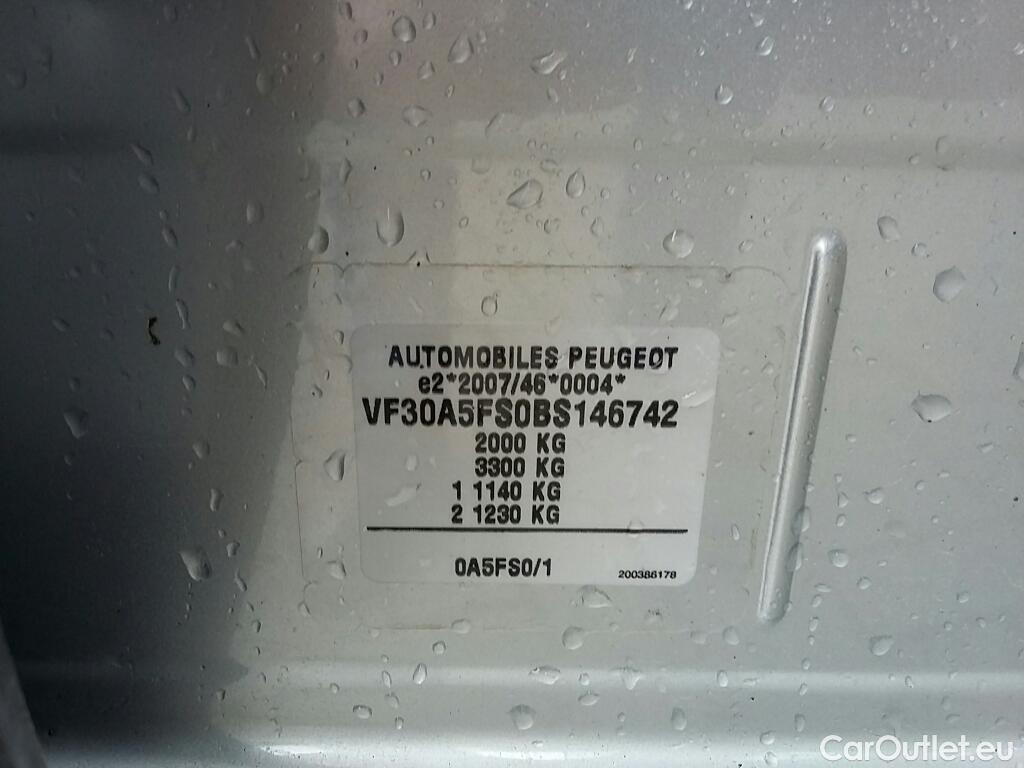 AUTOMOBILES PEUGEOT
e2*2007/46*0004*
VF30A5FS0BS146742
2000 KG
3300 KG
1 1140 KG
2 1230 KG
0A5FS0/1
200386178
CarOutlet.eu